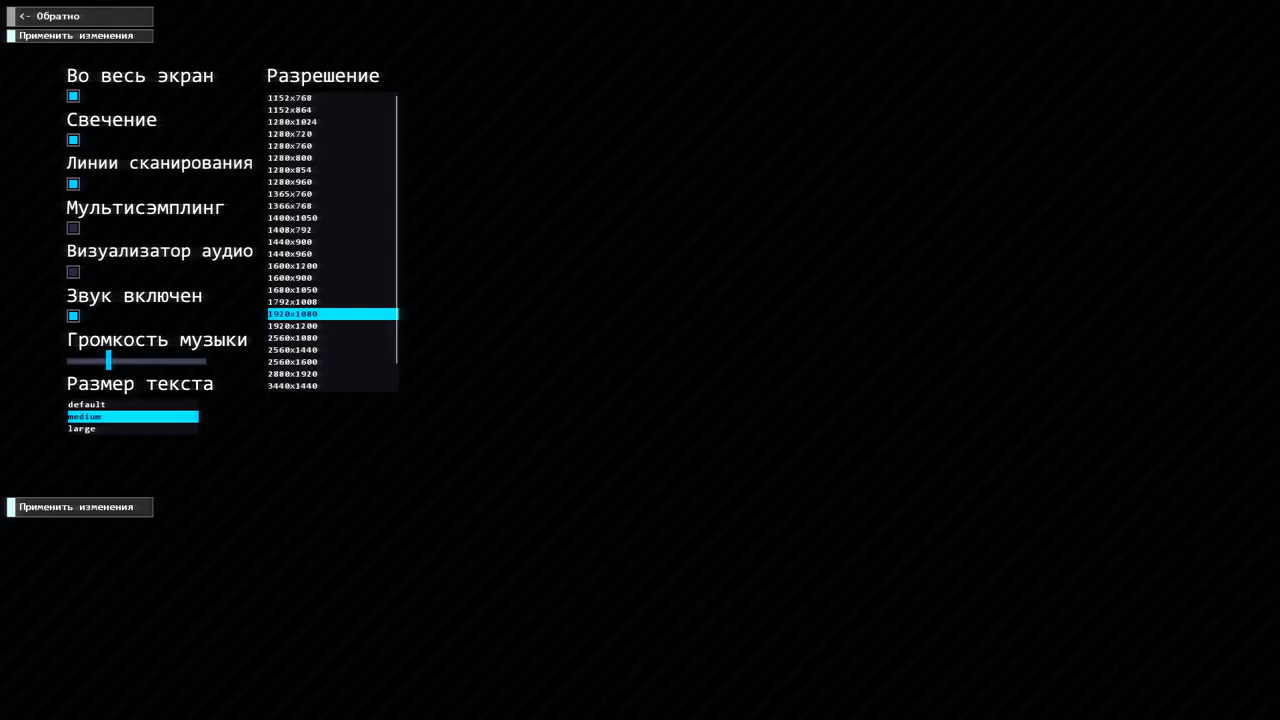 <- Обратно
Применить изменения
Во весь экран
Свечение
Линии сканирования
Мультисэмплинг
Визуализатор аудио
Звук включен
Громкость музыки
Размер текста
default
medium
large
Разрешение
1152x768
1152x864
1280x1024
1280x720
1280x760
1280x800
1280x854
1280x960
1365x760
1366x768
1400x1050
1408x792
1440x900
1440x960
1600x1200
1600x900
1680x1050
1792x1008
1920x1080
1920x1200
2560x1080
2560x1440
2560x1600
2880x1920
3440x1440
Применить изменения